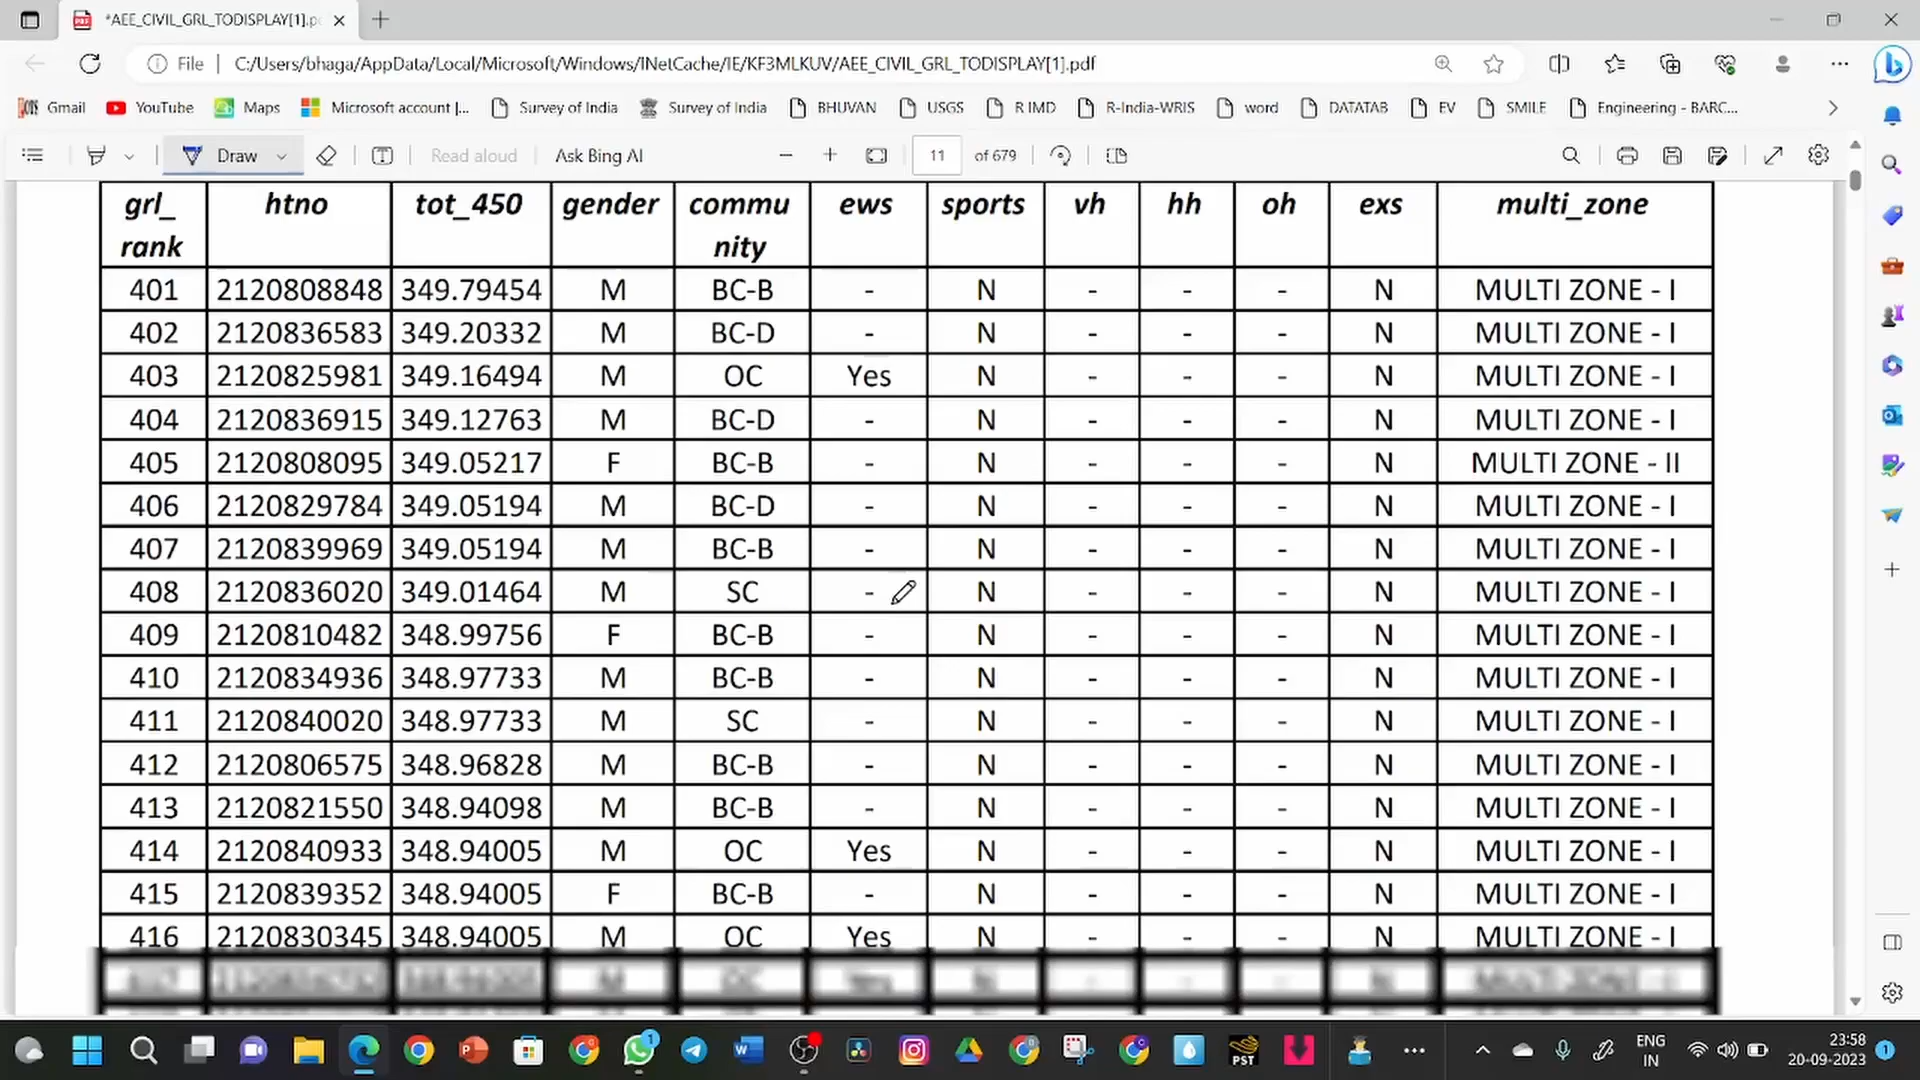 *AEE_CIVIL_GRL_TODISPLAY[1].p
File C:/Users/bhaga/AppData/Local/Microsoft/Windows/INetCache/IE/KF3MLKUV/AEE_CIVIL_GRL_TODISPLAY[1].pdf
Gmail YouTube Maps Microsoft account |... Survey of India Survey of India BHUVAN USGS R IMD R-India-WRIS word DATATAB EV SMILE Engineering - BARC...
Draw Read aloud Ask Bing AI 11 of 679
grl_ htno tot_450 gender commu ews sports vh hh oh exs multi_zone
rank nity
401 2120808848 349.79454 M BC-B - N - - - N MULTI ZONE - I
402 2120836583 349.20332 M BC-D - N - - - N MULTI ZONE - I
403 2120825981 349.16494 M OC Yes N - - - N MULTI ZONE - I
404 2120836915 349.12763 M BC-D - N - - - N MULTI ZONE - I
405 2120808095 349.05217 F BC-B - N - - - N MULTI ZONE - II
406 2120829784 349.05194 M BC-D - N - - - N MULTI ZONE - I
407 2120839969 349.05194 M BC-B - N - - - N MULTI ZONE - I
408 2120836020 349.01464 M SC - N - - - N MULTI ZONE - I
409 2120810482 348.99756 F BC-B - N - - - N MULTI ZONE - I
410 2120834936 348.97733 M BC-B - N - - - N MULTI ZONE - I
411 2120840020 348.97733 M SC - N - - - N MULTI ZONE - I
412 2120806575 348.96828 M BC-B - N - - - N MULTI ZONE - I
413 2120821550 348.94098 M BC-B - N - - - N MULTI ZONE - I
414 2120840933 348.94005 M OC Yes N - - - N MULTI ZONE - I
415 2120839352 348.94005 F BC-B - N - - - N MULTI ZONE - I
416 2120830345 348.94005 M OC Yes N - - - N MULTI ZONE - I
ENG 23:58
IN 20-09-2023
PST
1
1